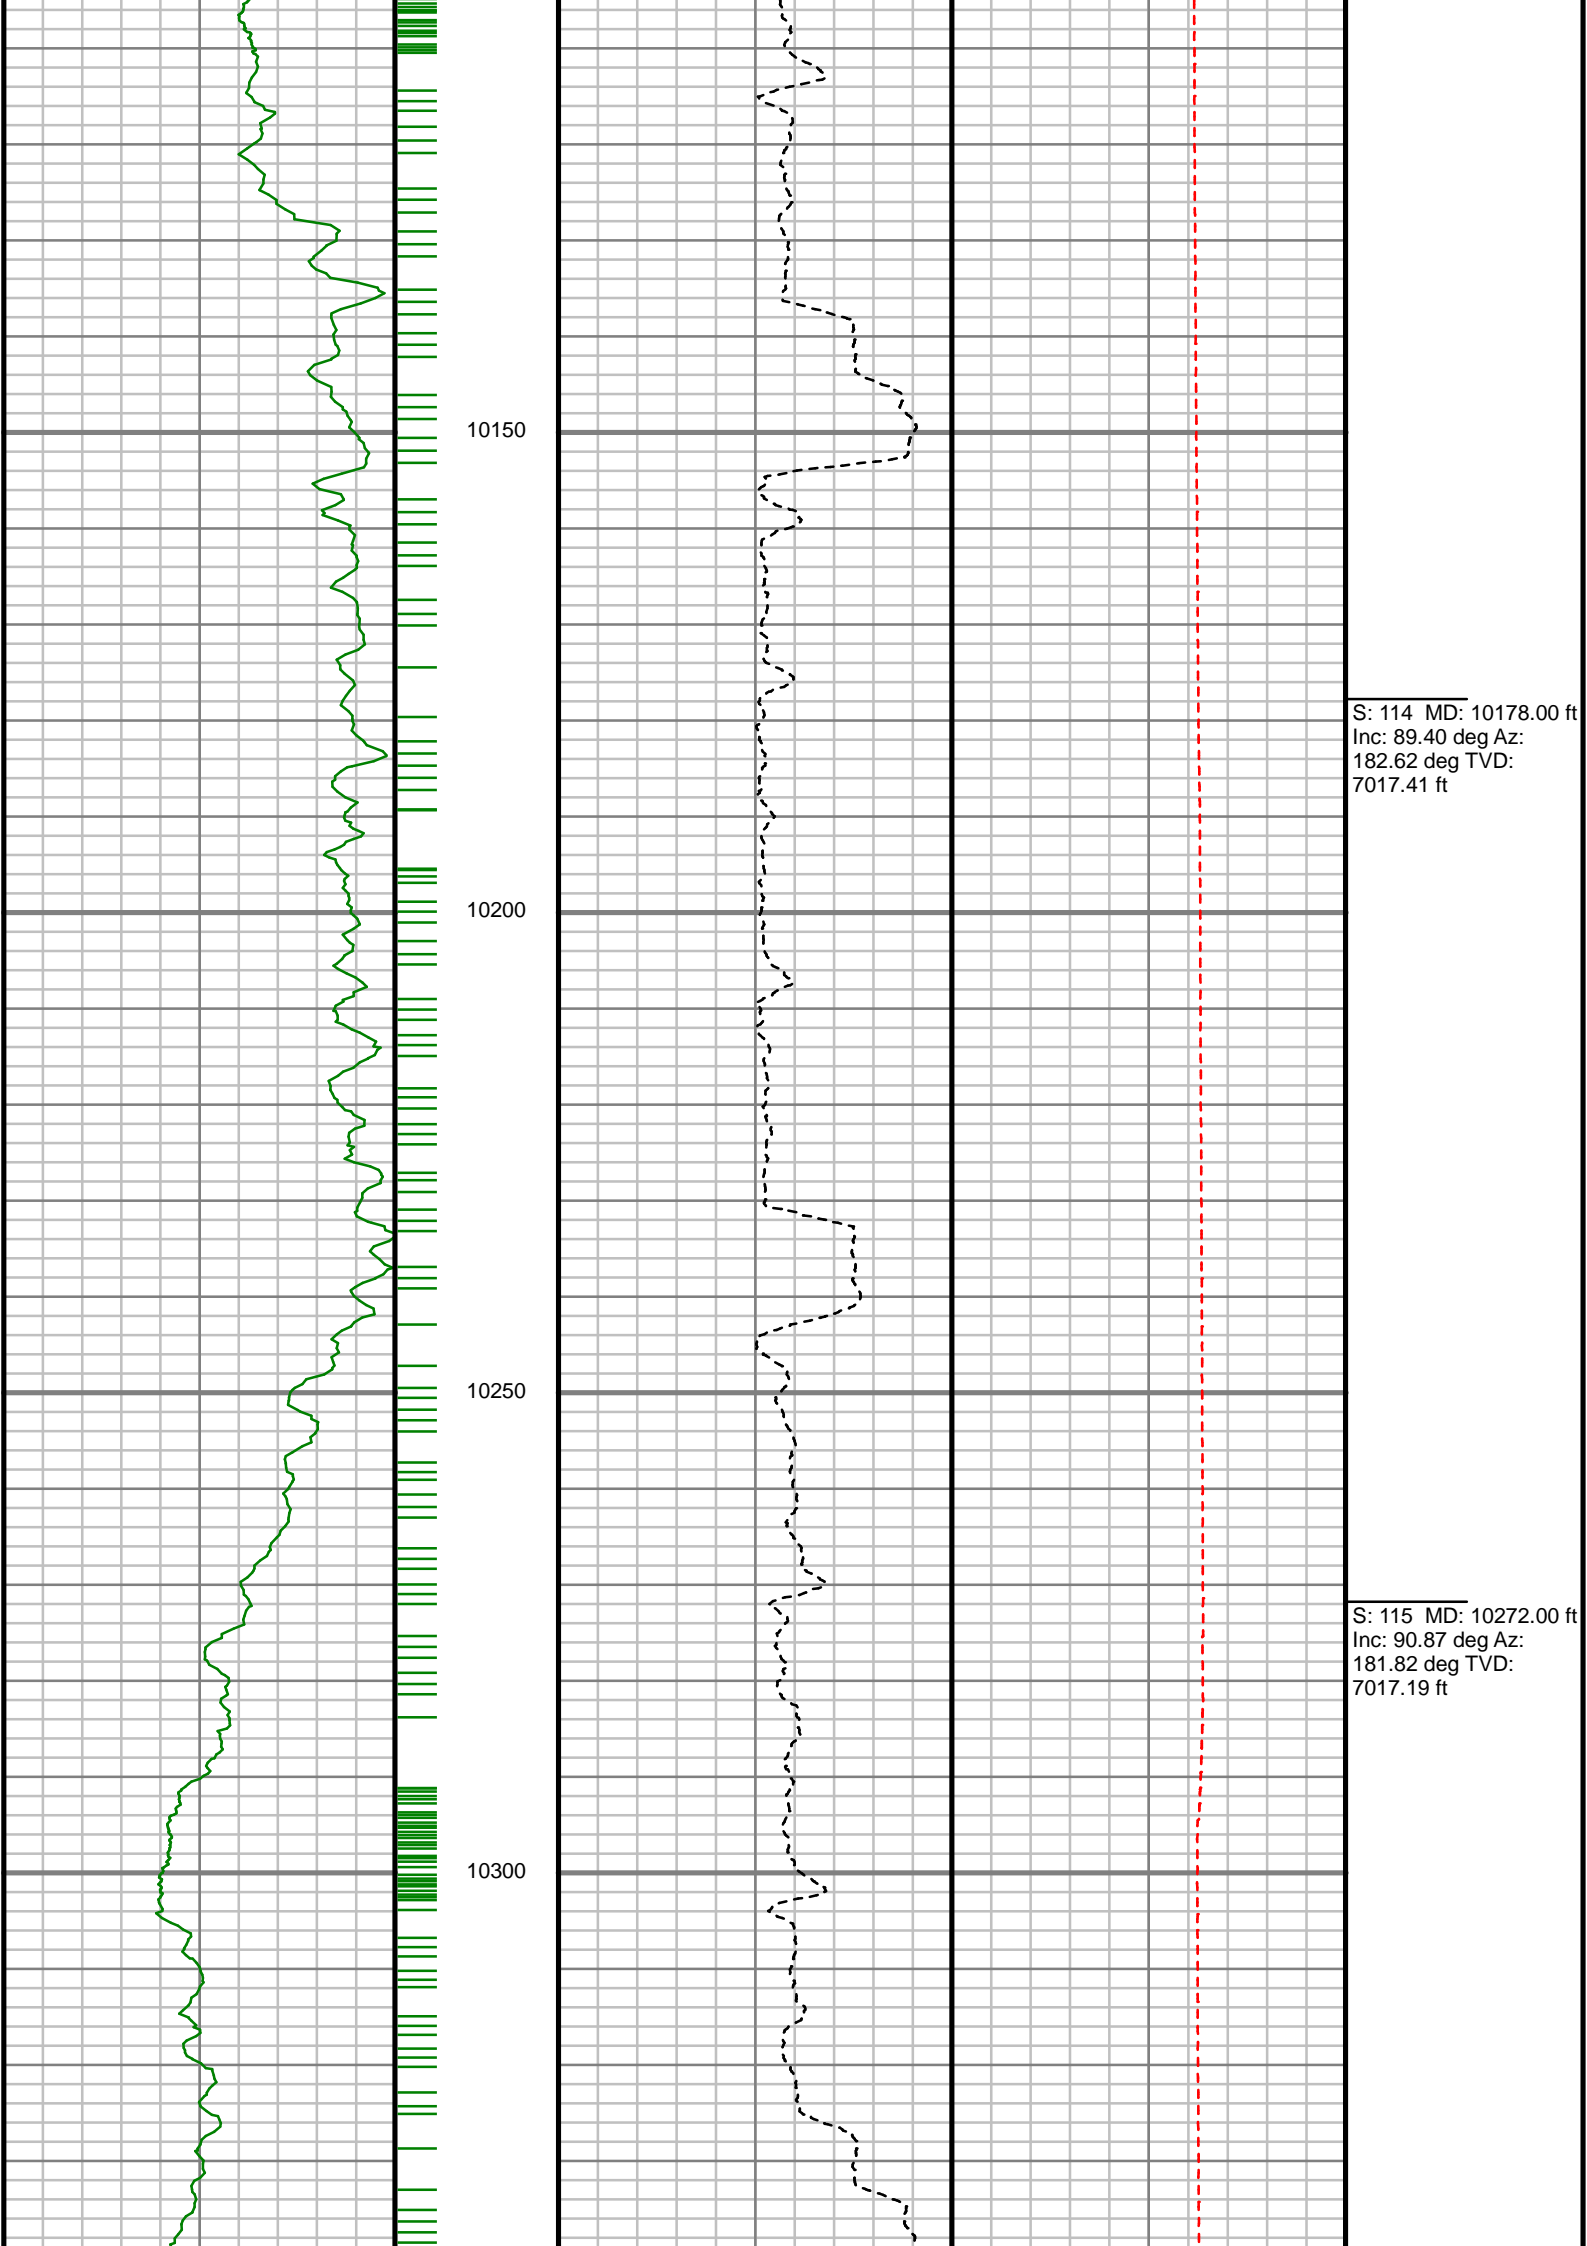 10150
S: 114 MD: 10178.00 ft
Inc: 89.40 deg Az:
182.62 deg TVD:
7017.41 ft
10200
10250
S: 115 MD: 10272.00 ft
Inc: 90.87 deg Az:
181.82 deg TVD:
7017.19 ft
10300